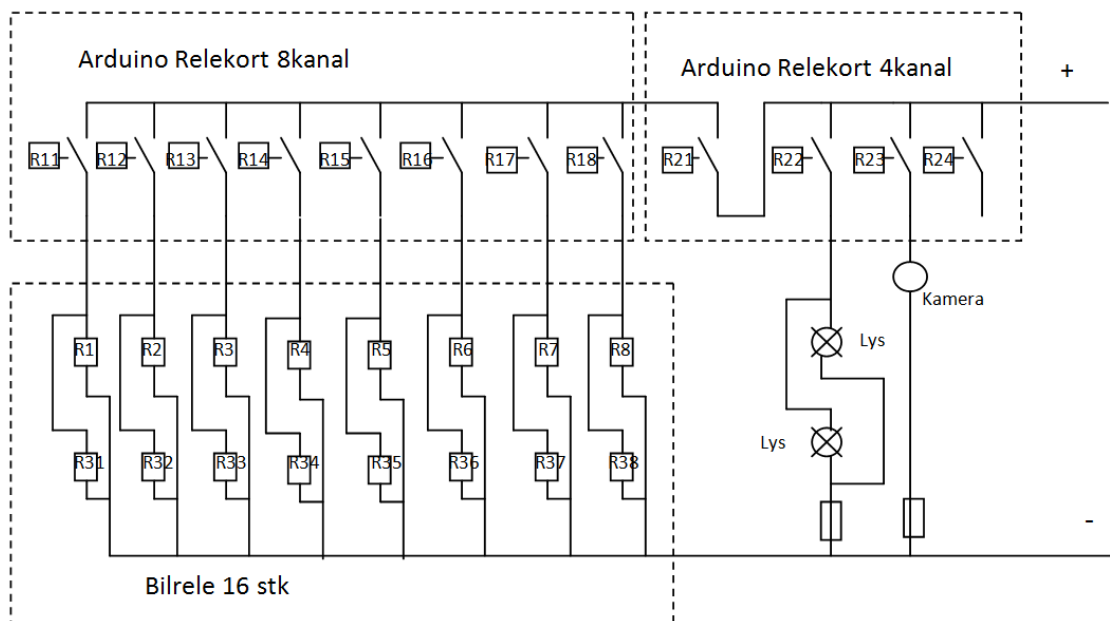 Arduino Relekort 8kanal
Arduino Relekort 4kanal
+
R11
R12
R13
R14
R15
R16
R17
R18
R21
R22
R23
R24
Kamera
R1
R2
R3
R4
R5
R6
R7
R8
Lys
Lys
R31
R32
R33
R34
R35
R36
R37
R38
-
Bilrele 16 stk